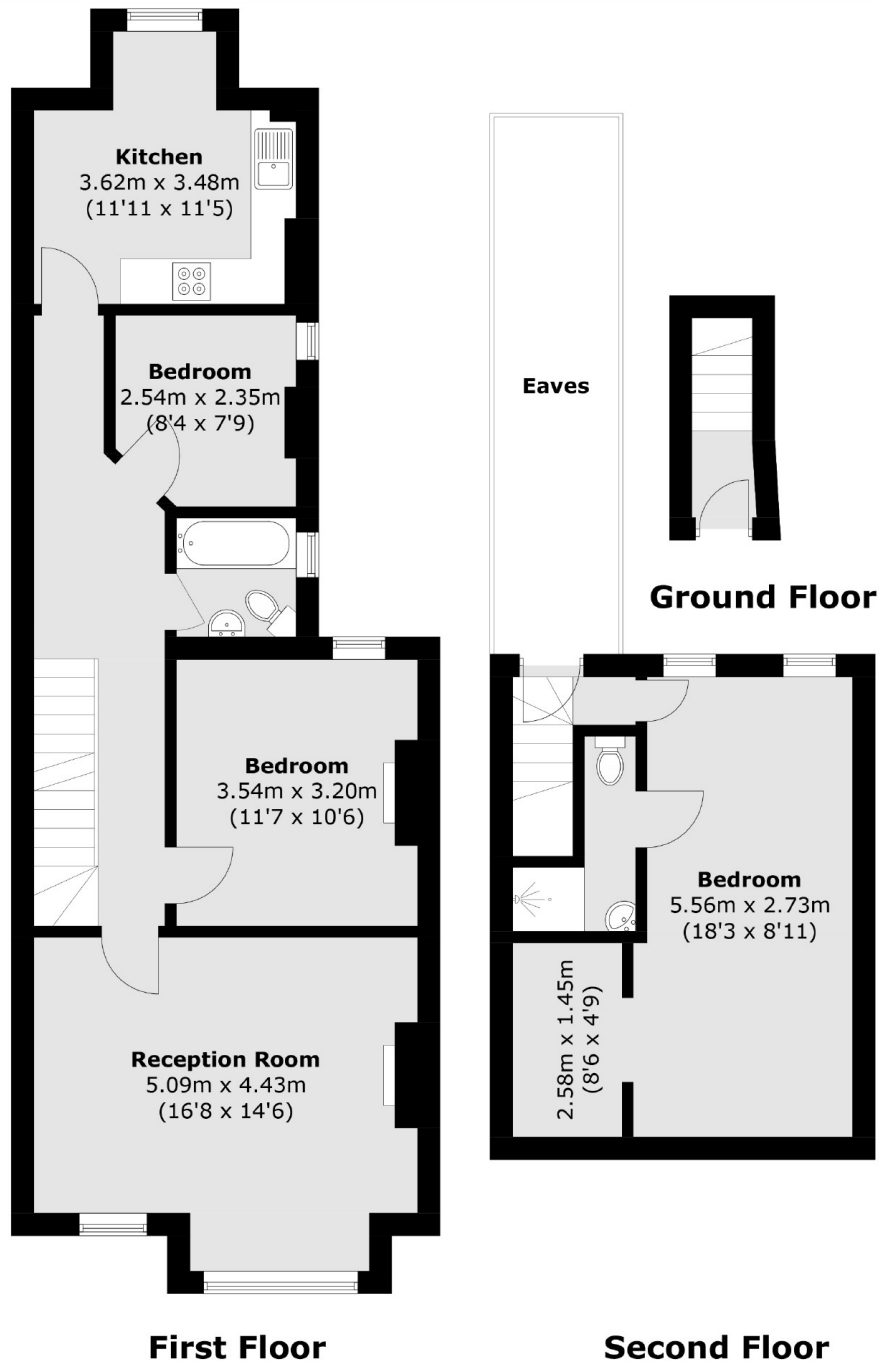 Kitchen
3.62m x 3.48m
(11'11 x 11'5)
Bedroom
2.54m x 2.35m
(8'4 x 7'9)
Bedroom
3.54m x 3.20m
(11'7 x 10'6)
Reception Room
5.09m x 4.43m
(16'8 x 14'6)
First Floor
Eaves
Ground Floor
Bedroom
5.56m x 2.73m
(18'3 x 8'11)
2.58m x 1.45m
(8'6 x 4'9)
Second Floor